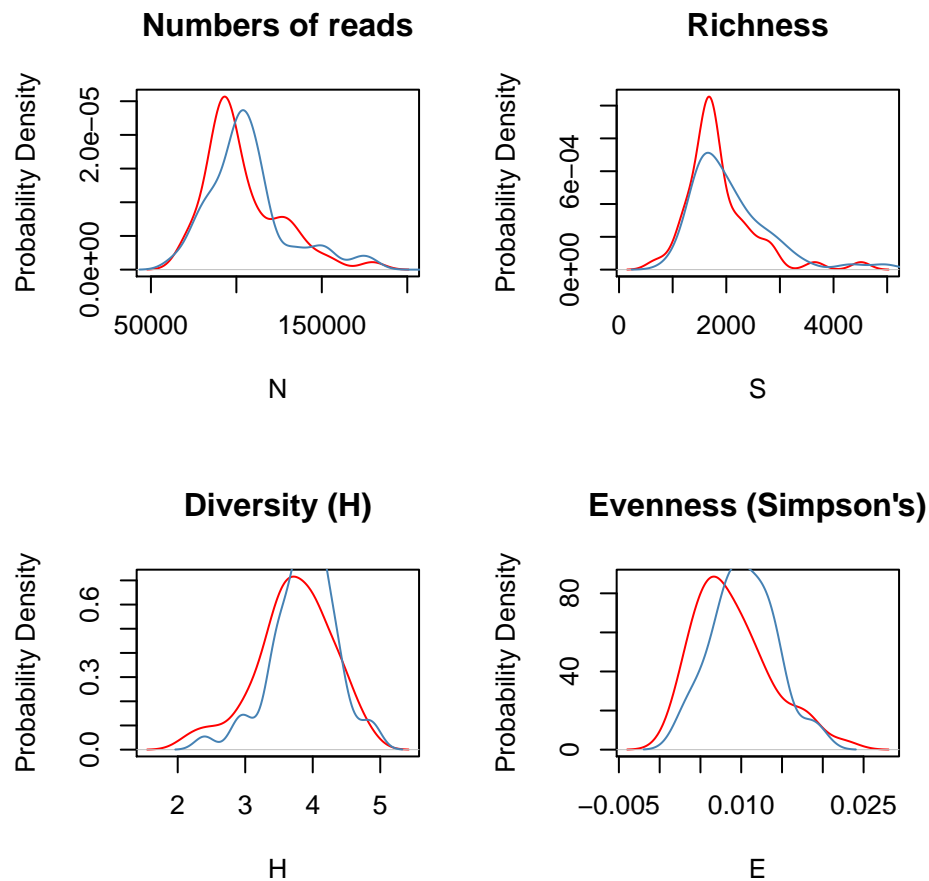 Numbers of reads
Probability Density
0.0e+00
2.0e−05
50000
150000
N
Richness
Probability Density
0e+00
6e−04
0
2000
4000
S
Diversity (H)
Probability Density
0.0
0.3
0.6
2
3
4
5
H
Evenness (Simpson's)
Probability Density
0
40
80
−0.005
0.010
0.025
E